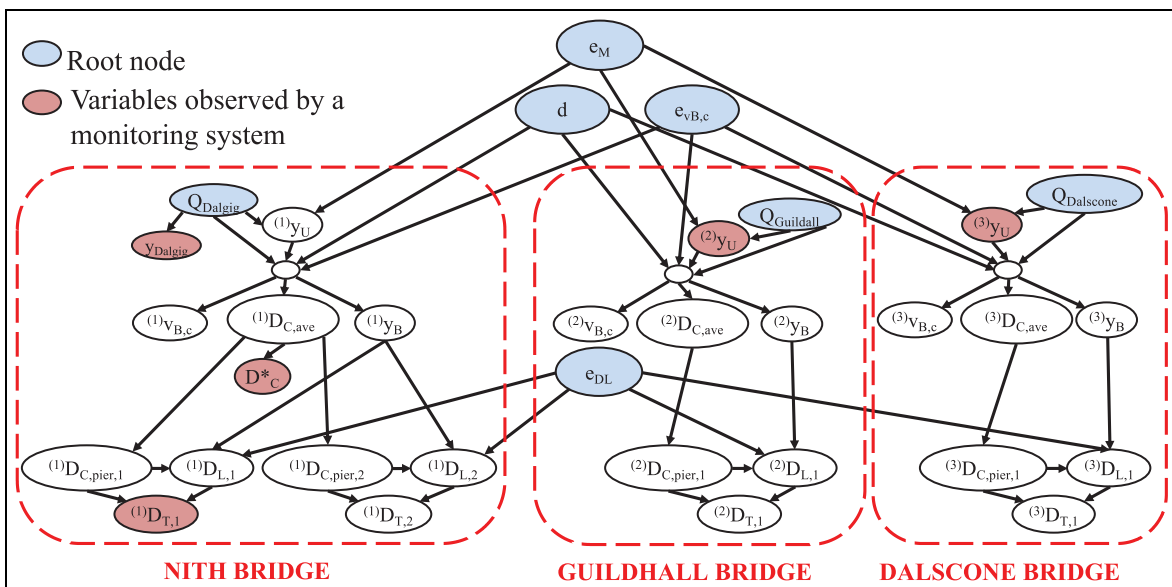 e_M
Root node
Variables observed by a
monitoring system
d
e_vB,c
Q_Dalgig
Q_Dalscone
Q_Guildall
(1)y_U
(2)y_U
(3)y_U
y_Dalgig
(1)v_B,c
(1)D_C,ave
(1)y_B
(2)v_B,c
(2)D_C,ave
(2)y_B
(3)v_B,c
(3)D_C,ave
(3)y_B
D*_C
e_DL
(1)D_C,pier,1
(1)D_L,1
(1)D_C,pier,2
(1)D_L,2
(2)D_C,pier,1
(2)D_L,1
(3)D_C,pier,1
(3)D_L,1
(1)D_T,1
(1)D_T,2
(2)D_T,1
(3)D_T,1
NITH BRIDGE
GUILDHALL BRIDGE
DALSCONE BRIDGE